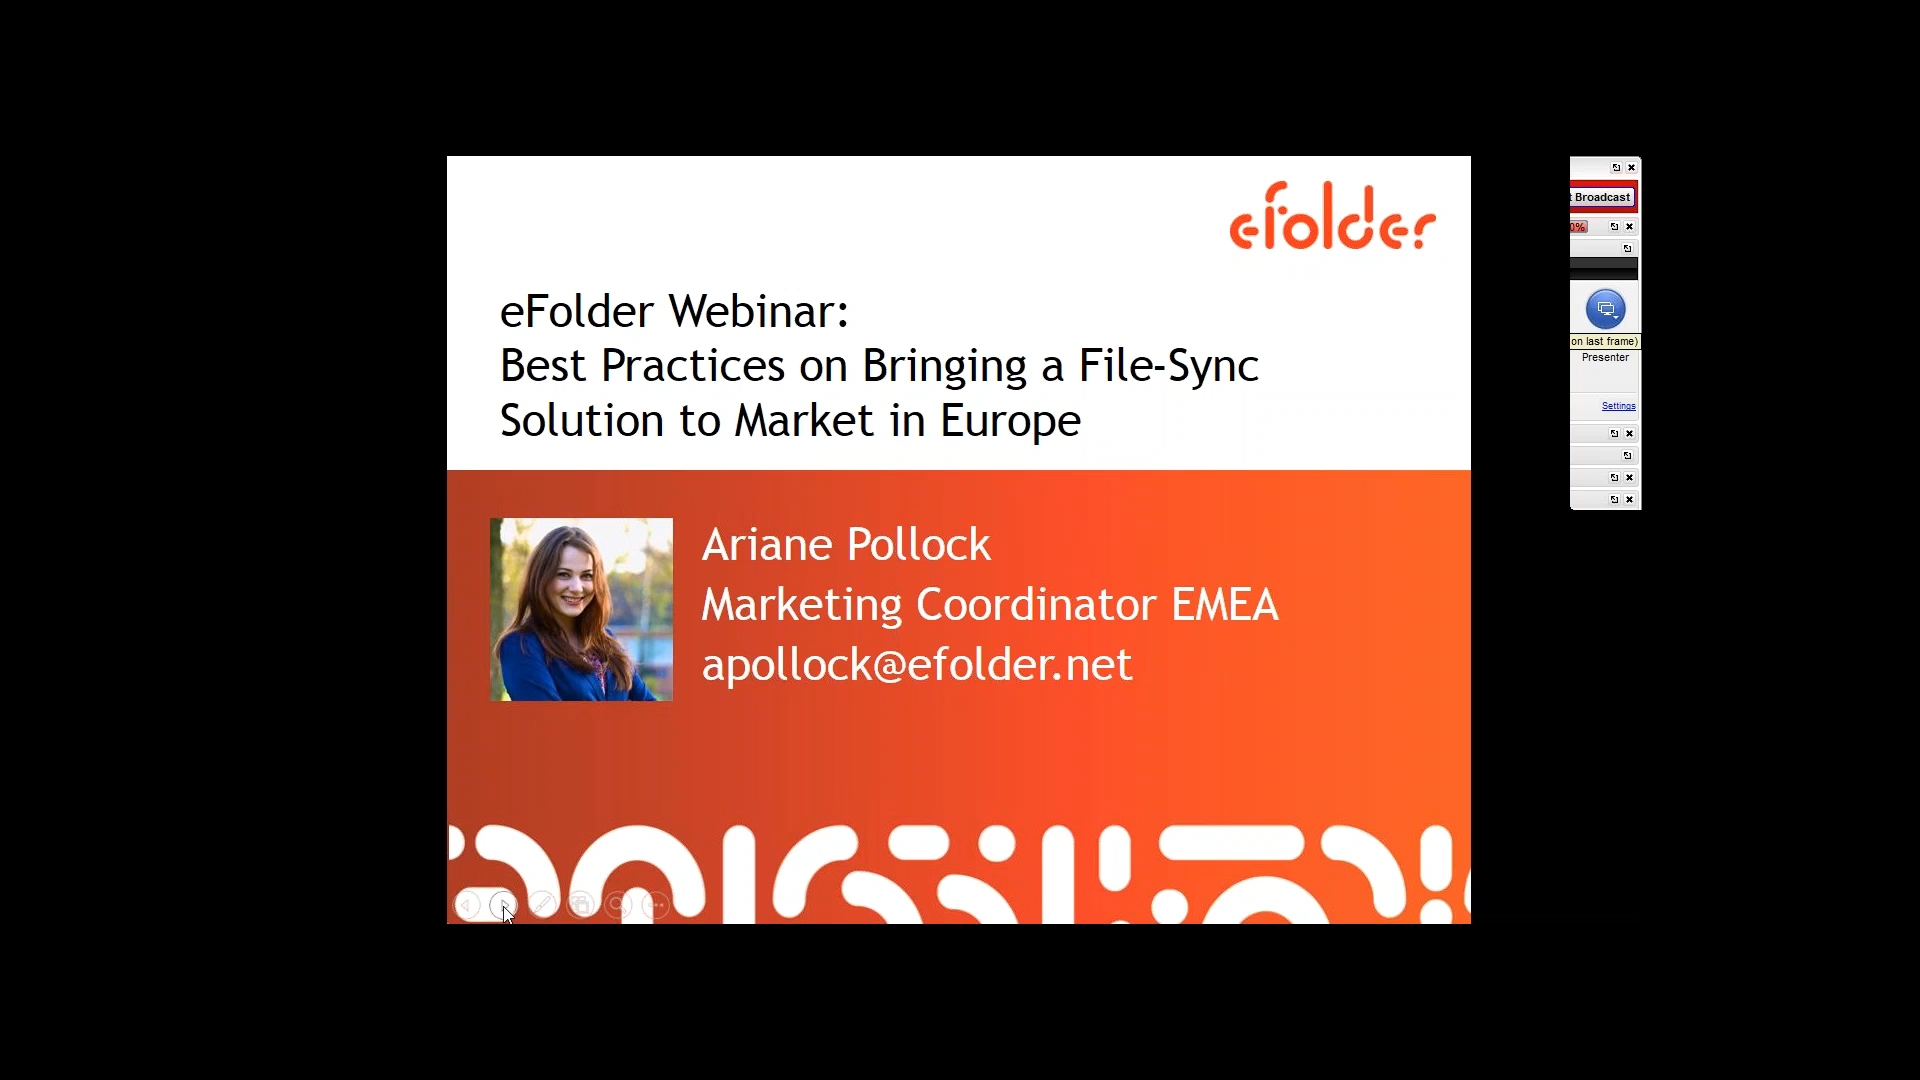 efolder
eFolder Webinar:
Best Practices on Bringing a File-Sync
Solution to Market in Europe
Ariane Pollock
Marketing Coordinator EMEA
apollock@efolder.net
t Broadcast
0%
on last frame)
Presenter
Settings